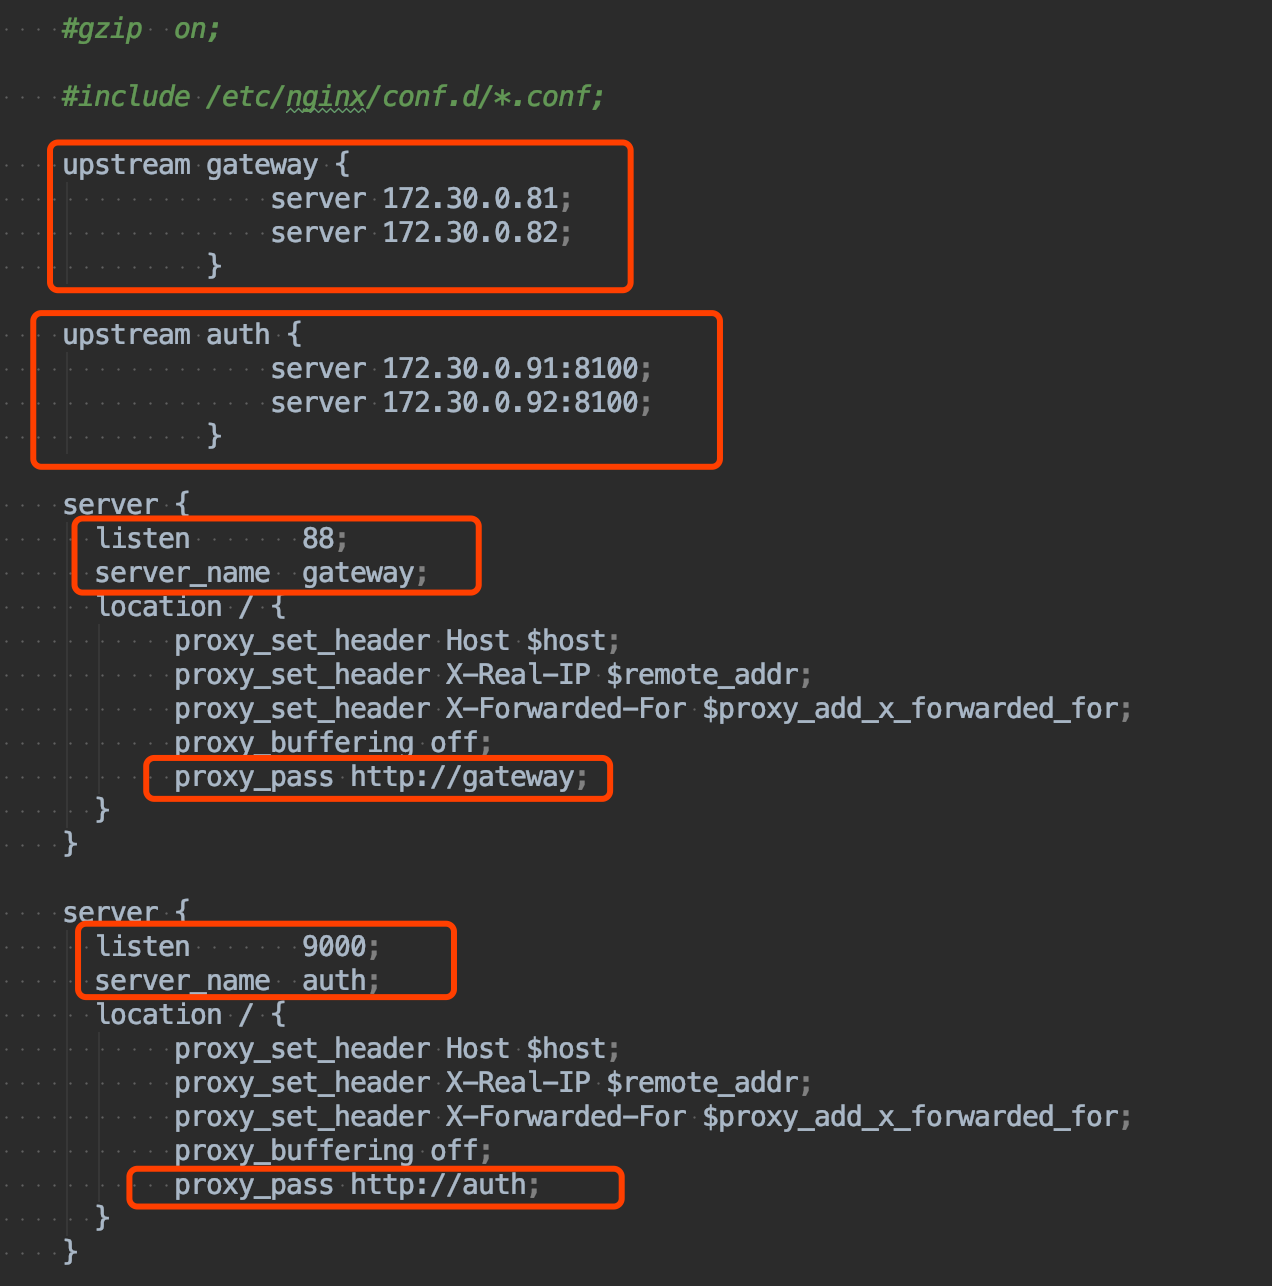 #gzip  on;
#include /etc/nginx/conf.d/*.conf;
upstream gateway {
server 172.30.0.81;
server 172.30.0.82;
}
upstream auth {
server 172.30.0.91:8100;
server 172.30.0.92:8100;
}
server {
listen       88;
server_name  gateway;
location / {
proxy_set_header Host $host;
proxy_set_header X-Real-IP $remote_addr;
proxy_set_header X-Forwarded-For $proxy_add_x_forwarded_for;
proxy_buffering off;
proxy_pass http://gateway;
}
}
server {
listen       9000;
server_name  auth;
location / {
proxy_set_header Host $host;
proxy_set_header X-Real-IP $remote_addr;
proxy_set_header X-Forwarded-For $proxy_add_x_forwarded_for;
proxy_buffering off;
proxy_pass http://auth;
}
}